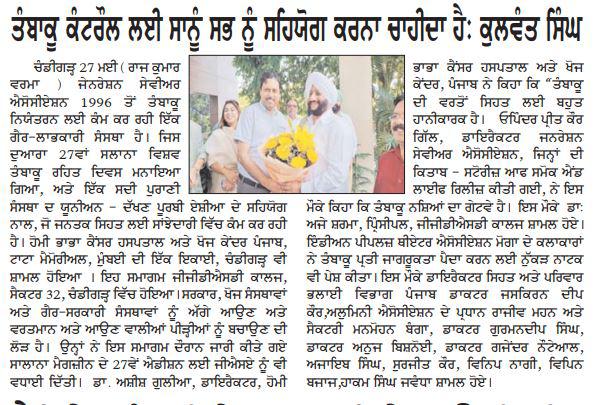 ਤੰਬਾਕੂ ਕੰਟਰੌਲ ਲਈ ਸਾਨੂੰ ਸਭ ਨੂੰ ਸਹਿਯੋਗ ਕਰਨਾ ਚਾਹੀਦਾ ਹੈ: ਕੁਲਵੰਤ ਸਿੰਘ
ਚੰਡੀਗੜ੍ਹ 27 ਮਈ ( ਰਾਜ ਕੁਮਾਰ
ਵਰਮਾ ) ਜੇਨਰੇਸ਼ਨ ਸੇਵੀਅਰ
ਐਸੋਸੀਏਸ਼ਨ 1996 ਤੋਂ ਤੰਬਾਕੂ
ਨਿਯੰਤਰਨ ਲਈ ਕੰਮ ਕਰ ਰਹੀ ਇੱਕ
ਗੈਰ-ਲਾਭਕਾਰੀ ਸੰਸਥਾ ਹੈ। ਜਿਸ
ਦੁਆਰਾ 27ਵਾਂ ਸਲਾਨਾ ਵਿਸ਼ਵ
ਤੰਬਾਕੂ ਰਹਿਤ ਦਿਵਸ ਮਨਾਇਆ
ਗਿਆ, ਅਤੇ ਇੱਕ ਸਦੀ ਪੁਰਾਣੀ
ਸੰਸਥਾ ਦ ਯੂਨੀਅਨ - ਦੱਖਣ ਪੂਰਬੀ ਏਸ਼ੀਆ ਦੇ ਸਹਿਯੋਗ
ਨਾਲ, ਜੋ ਜਨਤਕ ਸਿਹਤ ਲਈ ਸਾਂਝੇਦਾਰੀ ਵਿੱਚ ਕੰਮ ਕਰ ਰਹੀ
ਹੈ। ਹੋਮੀ ਭਾਭਾ ਕੈਂਸਰ ਹਸਪਤਾਲ ਅਤੇ ਖੋਜ ਕੇਂਦਰ ਪੰਜਾਬ,
ਟਾਟਾ ਮੈਮੋਰੀਅਲ, ਮੁੰਬਈ ਦੀ ਇੱਕ ਇਕਾਈ, ਚੰਡੀਗੜ੍ਹ ਵੀ
ਸ਼ਾਮਲ ਹੋਇਆ । ਇਹ ਸਮਾਗਮ ਜੀਜੀਡੀਐਸਡੀ ਕਾਲਜ,
ਸੈਕਟਰ 32, ਚੰਡੀਗੜ੍ਹ ਵਿੱਚ ਹੋਇਆ। ਸਰਕਾਰ, ਖੋਜ ਸੰਸਥਾਵਾਂ
ਅਤੇ ਗੈਰ-ਸਰਕਾਰੀ ਸੰਸਥਾਵਾਂ ਨੂੰ ਅੱਗੇ ਆਉਣ ਅਤੇ
ਵਰਤਮਾਨ ਅਤੇ ਆਉਣ ਵਾਲੀਆਂ ਪੀੜ੍ਹੀਆਂ ਨੂੰ ਬਚਾਉਣ ਦੀ
ਲੋੜ ਹੈ। ਉਨ੍ਹਾਂ ਨੇ ਇਸ ਸਮਾਗਮ ਦੌਰਾਨ ਜਾਰੀ ਕੀਤੇ ਗਏ
ਸਾਲਾਨਾ ਮੈਗਜ਼ੀਨ ਦੇ 27ਵੇਂ ਐਡੀਸ਼ਨ ਲਈ ਜੀਐਸਏ ਨੂੰ ਵੀ
ਵਧਾਈ ਦਿੱਤੀ। ਡਾ. ਅਸ਼ੀਸ਼ ਗੁਲੀਆ, ਡਾਇਰੈਕਟਰ, ਹੋਮੀ
ਭਾਭਾ ਕੈਂਸਰ ਹਸਪਤਾਲ ਅਤੇ ਖੋਜ
ਕੇਂਦਰ, ਪੰਜਾਬ ਨੇ ਕਿਹਾ ਕਿ "ਤੰਬਾਕੂ
ਦੀ ਵਰਤੋਂ ਸਿਹਤ ਲਈ ਬਹੁਤ
ਹਾਨੀਕਾਰਕ ਹੈ। ਓਪਿੰਦਰ ਪ੍ਰੀਤ ਕੌਰ
ਗਿੱਲ, ਡਾਇਰੈਕਟਰ ਜਨਰੇਸ਼ਨ
ਸੇਵੀਅਰ ਐਸੋਸੀਏਸ਼ਨ, ਜਿਨ੍ਹਾਂ ਦੀ
ਕਿਤਾਬ - ਸਟੋਰੀਜ਼ ਆਫ ਸਮੋਕ ਐਂਡ
ਲਾਈਫ ਰਿਲੀਜ਼ ਕੀਤੀ ਗਈ, ਨੇ ਇਸ
ਮੌਕੇ ਕਿਹਾ ਕਿ ਤੰਬਾਕੂ ਨਸ਼ਿਆਂ ਦਾ ਗੇਟਵੇ ਹੈ। ਇਸ ਮੌਕੇ ਡਾ:
ਅਜੇ ਸ਼ਰਮਾ, ਪ੍ਰਿੰਸੀਪਲ, ਜੀਜੀਡੀਐਸਡੀ ਕਾਲਜ ਸ਼ਾਮਲ ਹੋਏ।
ਇੰਡੀਅਨ ਪੀਪਲਜ਼ ਥੀਏਟਰ ਐਸੋਸੀਏਸ਼ਨ ਮੋਗਾ ਦੇ ਕਲਾਕਾਰਾਂ
ਨੇ ਤੰਬਾਕੂ ਪ੍ਰਤੀ ਜਾਗਰੂਕਤਾ ਪੈਦਾ ਕਰਨ ਲਈ ਨੁੱਕੜ ਨਾਟਕ
ਵੀ ਪੇਸ਼ ਕੀਤਾ। ਇਸ ਮੌਕੇ ਡਾਇਰੈਕਟਰ ਸਿਹਤ ਅਤੇ ਪਰਿਵਾਰ
ਭਲਾਈ ਵਿਭਾਗ ਪੰਜਾਬ ਡਾਕਟਰ ਜਸਕਿਰਨ ਦੀਪ
ਕੌਰ,ਅਲੁਮਿਨੀ ਐਸੋਸੀਏਸ਼ਨ ਦੇ ਪ੍ਰਧਾਨ ਰਾਜੀਵ ਮਹਨ ਅਤੇ
ਸੈਕਟਰੀ ਮਨਮੋਹਨ ਬੰਗਾ, ਡਾਕਟਰ ਗੁਰਮਨਦੀਪ ਸਿੰਘ,
ਡਾਕਟਰ ਅਨੁਜ ਬਿਸ਼ਨੋਈ, ਡਾਕਟਰ ਗਜੇਂਦਰ ਨੌਟੇਆਲ,
ਅਜਾਇਬ ਸਿੰਘ, ਸੁਰਜੀਤ ਕੌਰ, ਵਿਨਿਪ ਨਾਗੀ, ਵਿਪਿਨ
ਬਜਾਜ,ਹਾਕਮ ਸਿੰਘ ਜਵੰਧਾ ਸ਼ਾਮਲ ਹੋਏ।